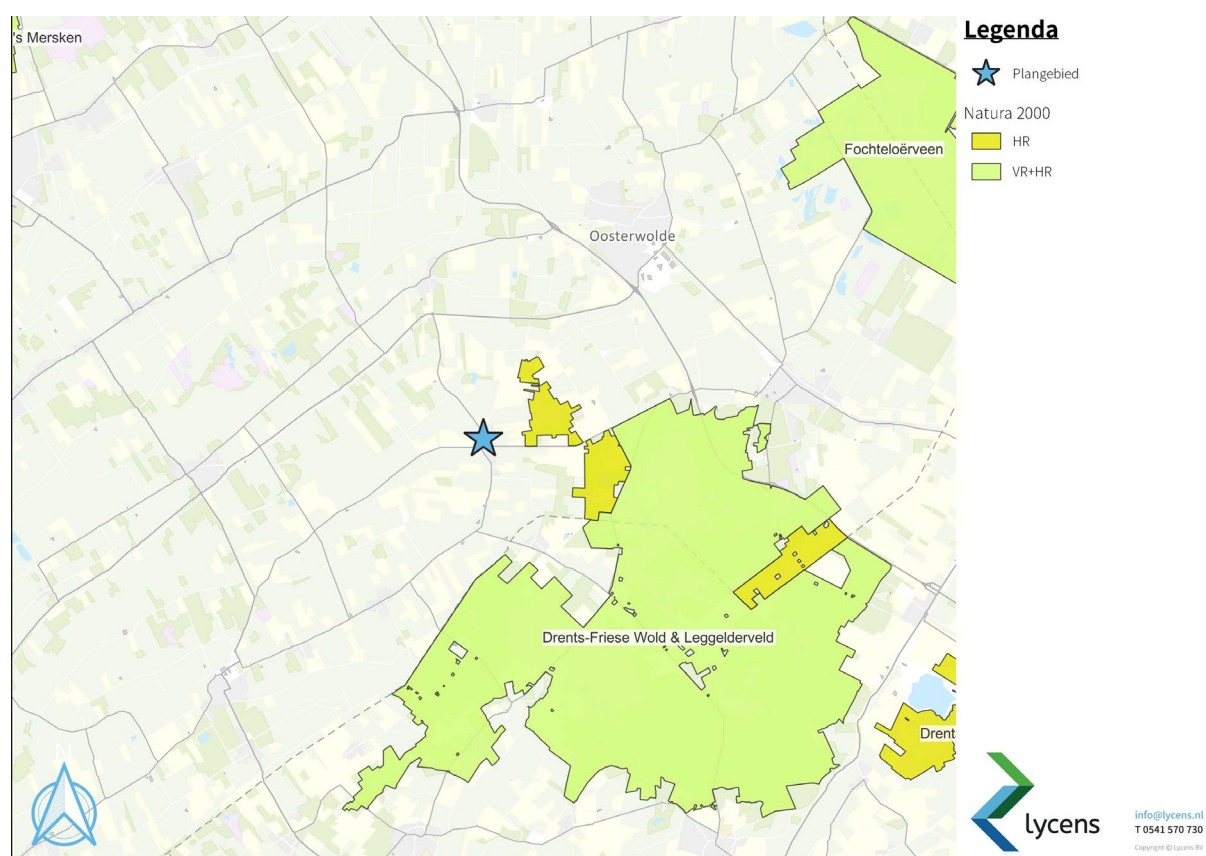 's Mersken
Fochteloërveen
Oosterwolde
Drents-Friese Wold & Leggelderveld
Drent
N
Legenda
Plangebied
Natura 2000
HR
VR+HR
lycens
info@lycens.nl
T 0541 570 730
Copyright © Lycens BV